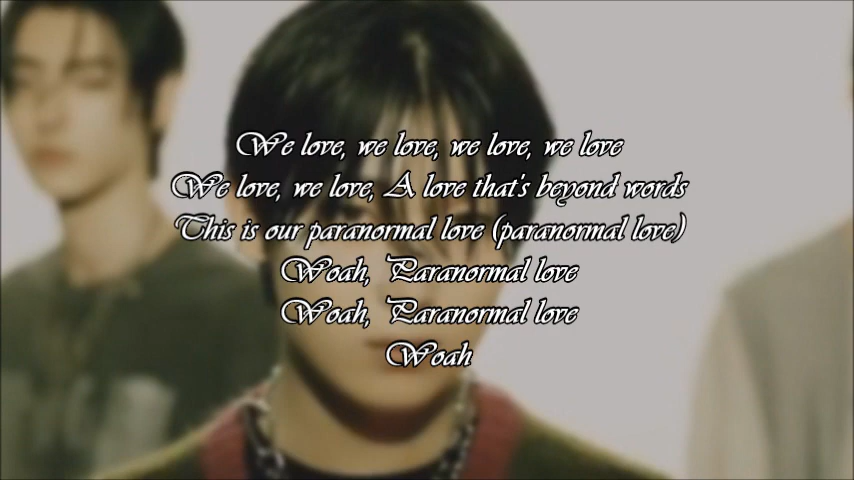 We love, we love, we love, we love
We love, we love, A love that's beyond words
This is our paranormal love (paranormal love)
Woah, Paranormal love
Woah, Paranormal love
Woah